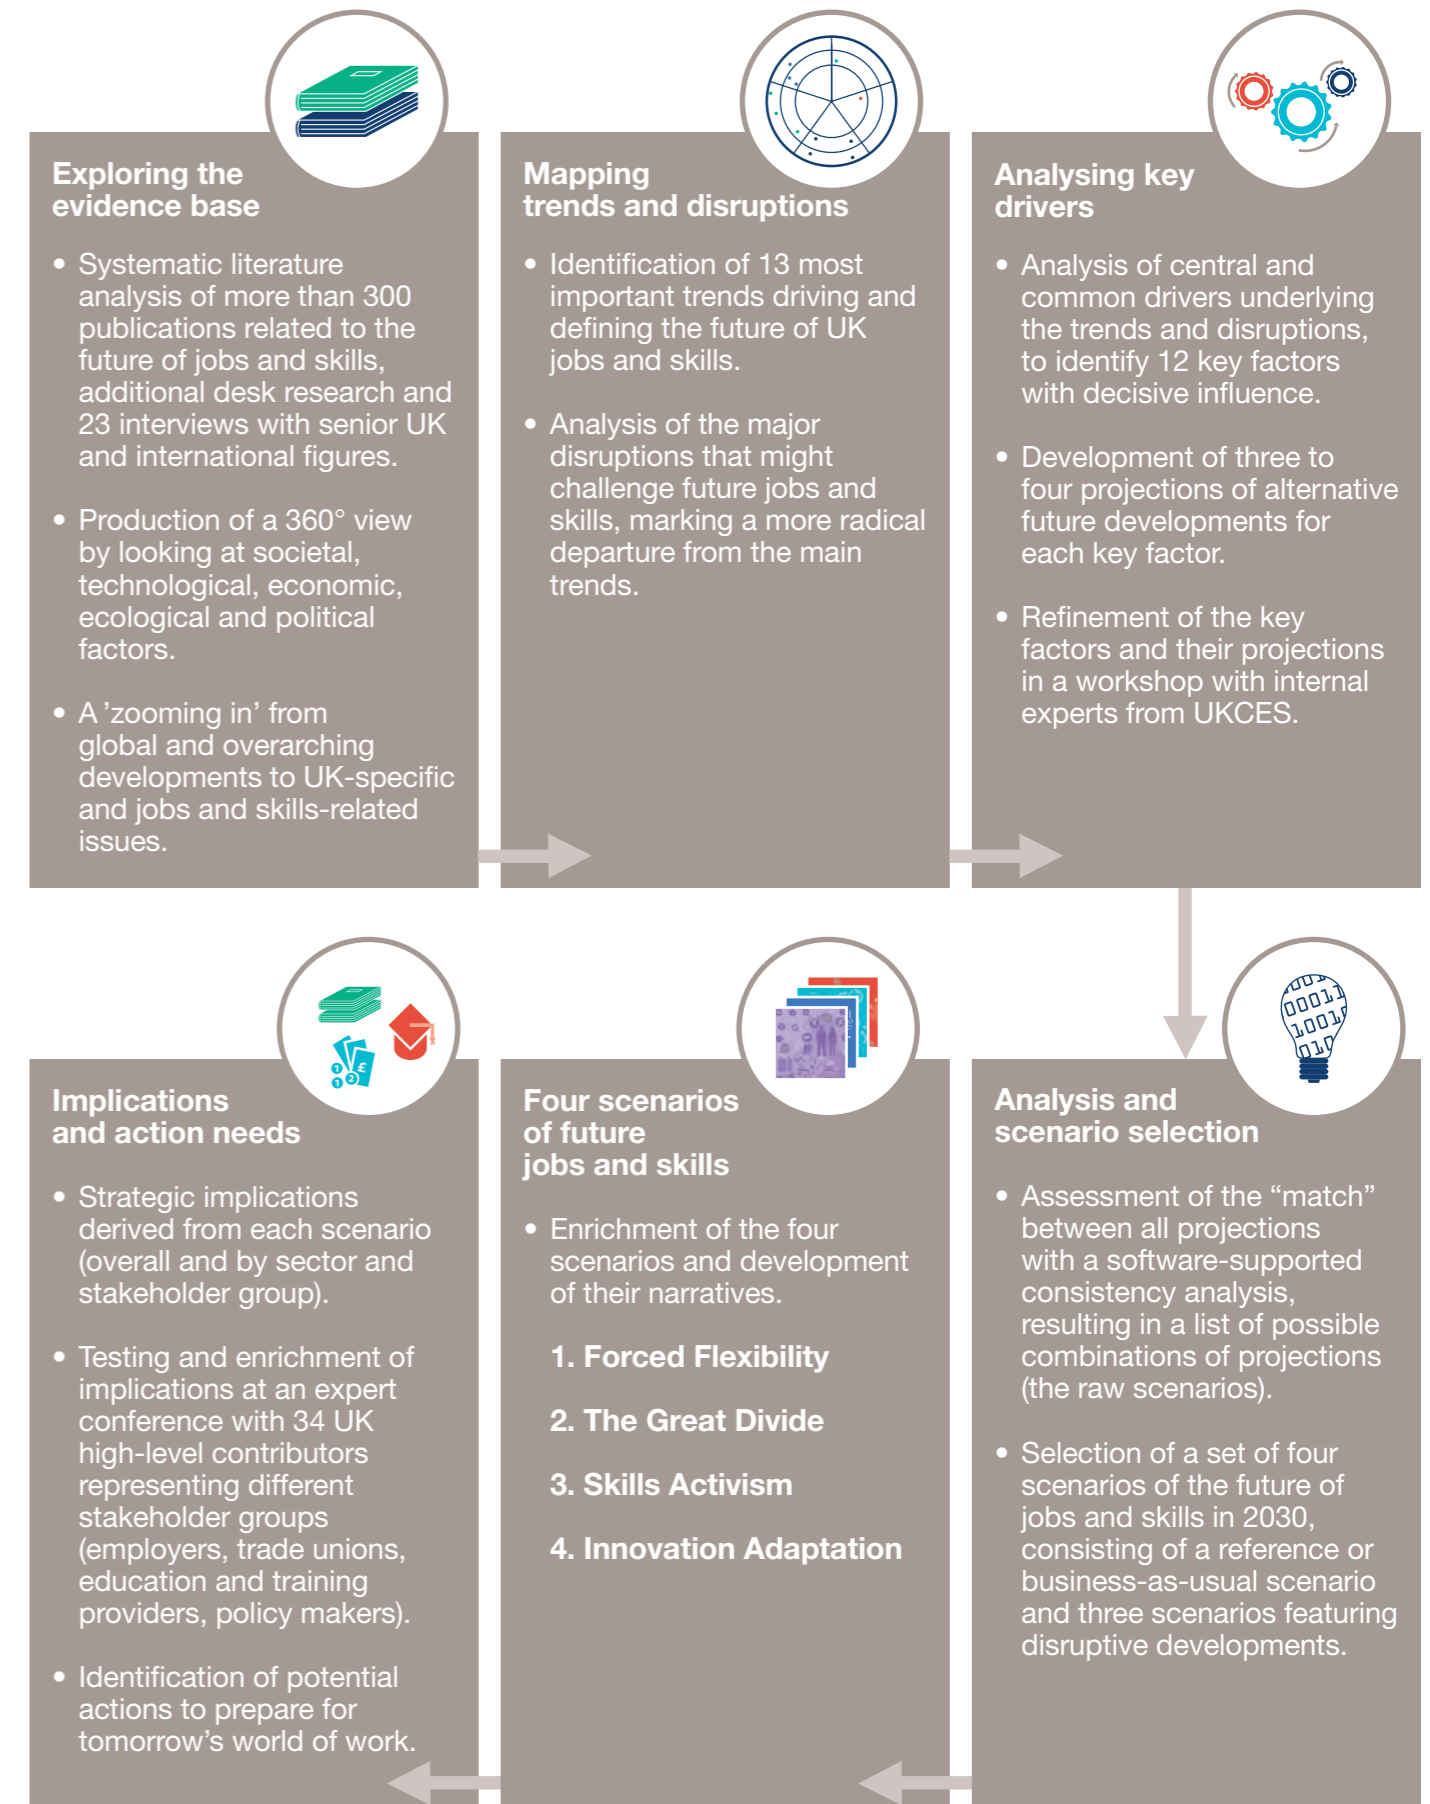 Exploring the
evidence base
• Systematic literature
analysis of more than 300
publications related to the
future of jobs and skills,
additional desk research and
23 interviews with senior UK
and international figures.
• Production of a 360° view
by looking at societal,
technological, economic,
ecological and political
factors.
• A ’zooming in’ from
global and overarching
developments to UK-specific
and jobs and skills-related
issues.
Mapping
trends and disruptions
• Identification of 13 most
important trends driving and
defining the future of UK
jobs and skills.
• Analysis of the major
disruptions that might
challenge future jobs and
skills, marking a more radical
departure from the main
trends.
Analysing key
drivers
• Analysis of central and
common drivers underlying
the trends and disruptions,
to identify 12 key factors
with decisive influence.
• Development of three to
four projections of alternative
future developments for
each key factor.
• Refinement of the key
factors and their projections
in a workshop with internal
experts from UKCES.
Analysis and
scenario selection
• Assessment of the “match”
between all projections
with a software-supported
consistency analysis,
resulting in a list of possible
combinations of projections
(the raw scenarios).
• Selection of a set of four
scenarios of the future of
jobs and skills in 2030,
consisting of a reference or
business-as-usual scenario
and three scenarios featuring
disruptive developments.
Four scenarios
of future
jobs and skills
• Enrichment of the four
scenarios and development
of their narratives.
1. Forced Flexibility
2. The Great Divide
3. Skills Activism
4. Innovation Adaptation
Implications
and action needs
• Strategic implications
derived from each scenario
(overall and by sector and
stakeholder group).
• Testing and enrichment of
implications at an expert
conference with 34 UK
high-level contributors
representing different
stakeholder groups
(employers, trade unions,
education and training
providers, policy makers).
• Identification of potential
actions to prepare for
tomorrow’s world of work.